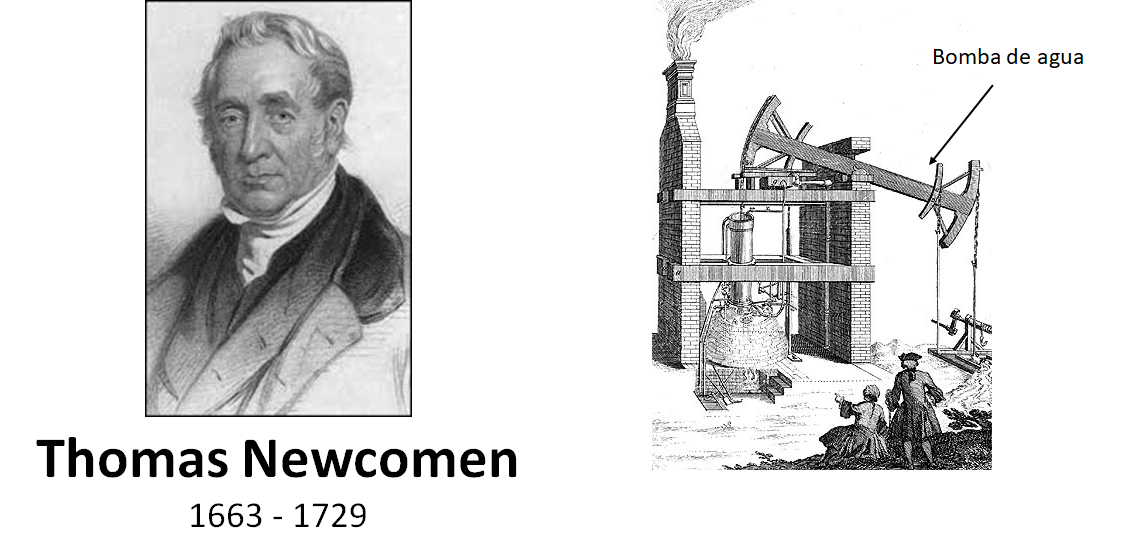 Bomba de agua
Thomas Newcomen
1663 - 1729